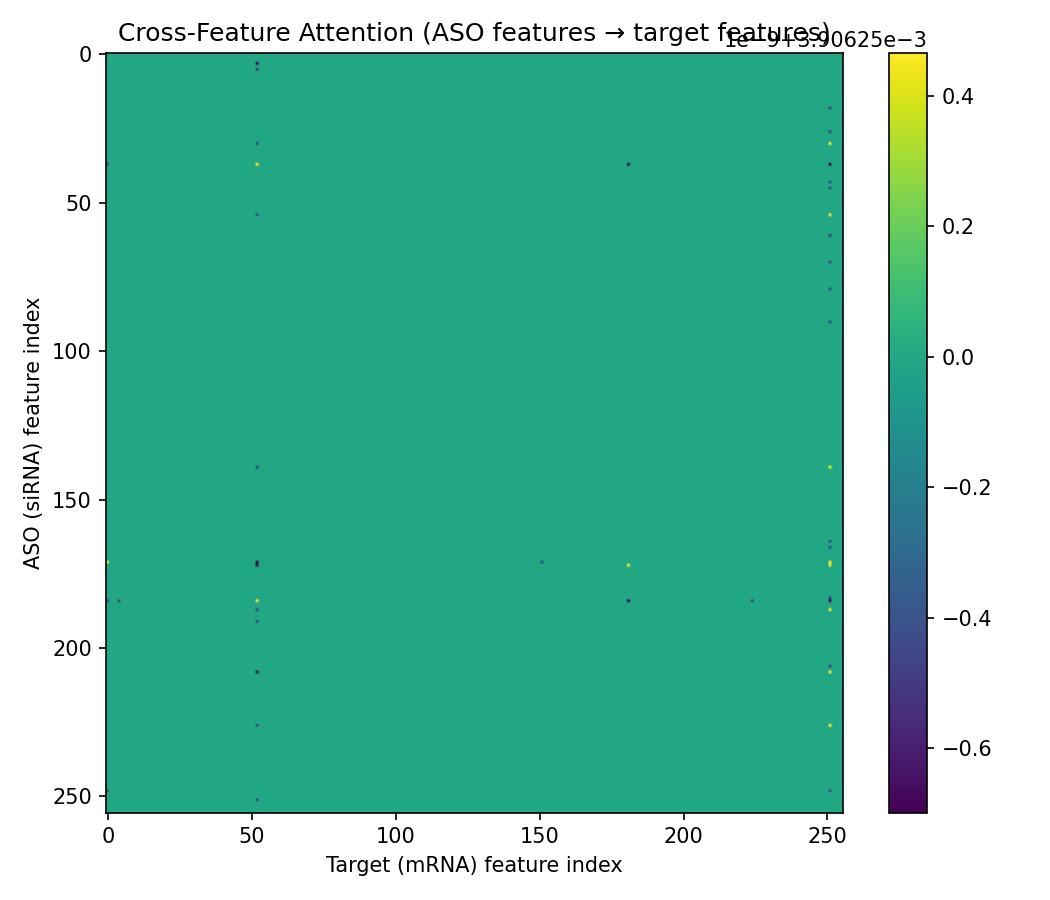 Cross-Feature Attention (ASO features → target features)
1e−9+3.90625e−3
0
50
100
150
200
250
ASO (siRNA) feature index
0 50 100 150 200 250
Target (mRNA) feature index
0.4
0.2
0.0
−0.2
−0.4
−0.6